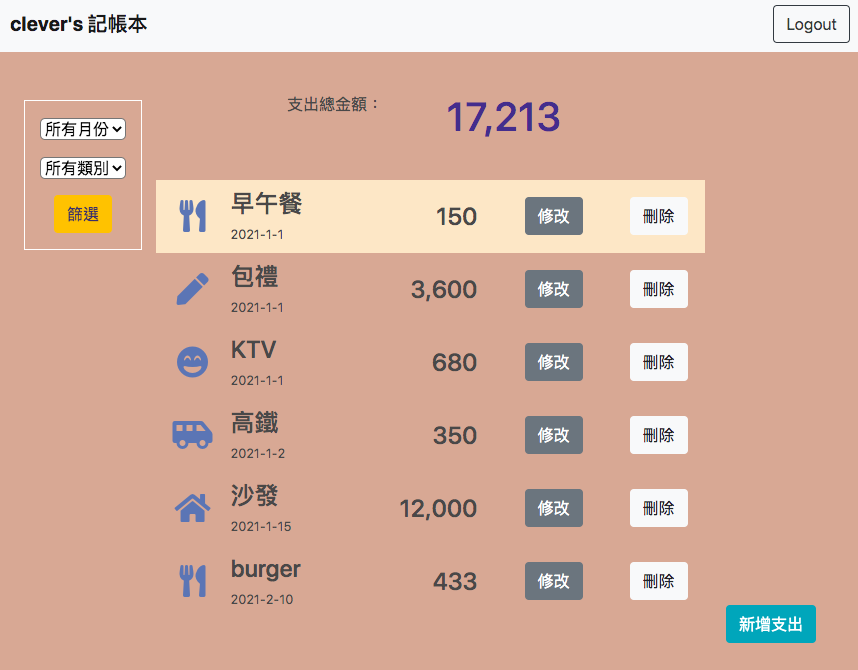 clever's 記帳本
Logout
所有月份
所有類別
篩選
支出總金額：
17,213
早午餐
2021-1-1
150
修改
刪除
包禮
2021-1-1
3,600
修改
刪除
KTV
2021-1-1
680
修改
刪除
高鐵
2021-1-2
350
修改
刪除
沙發
2021-1-15
12,000
修改
刪除
burger
2021-2-10
433
修改
刪除
新增支出